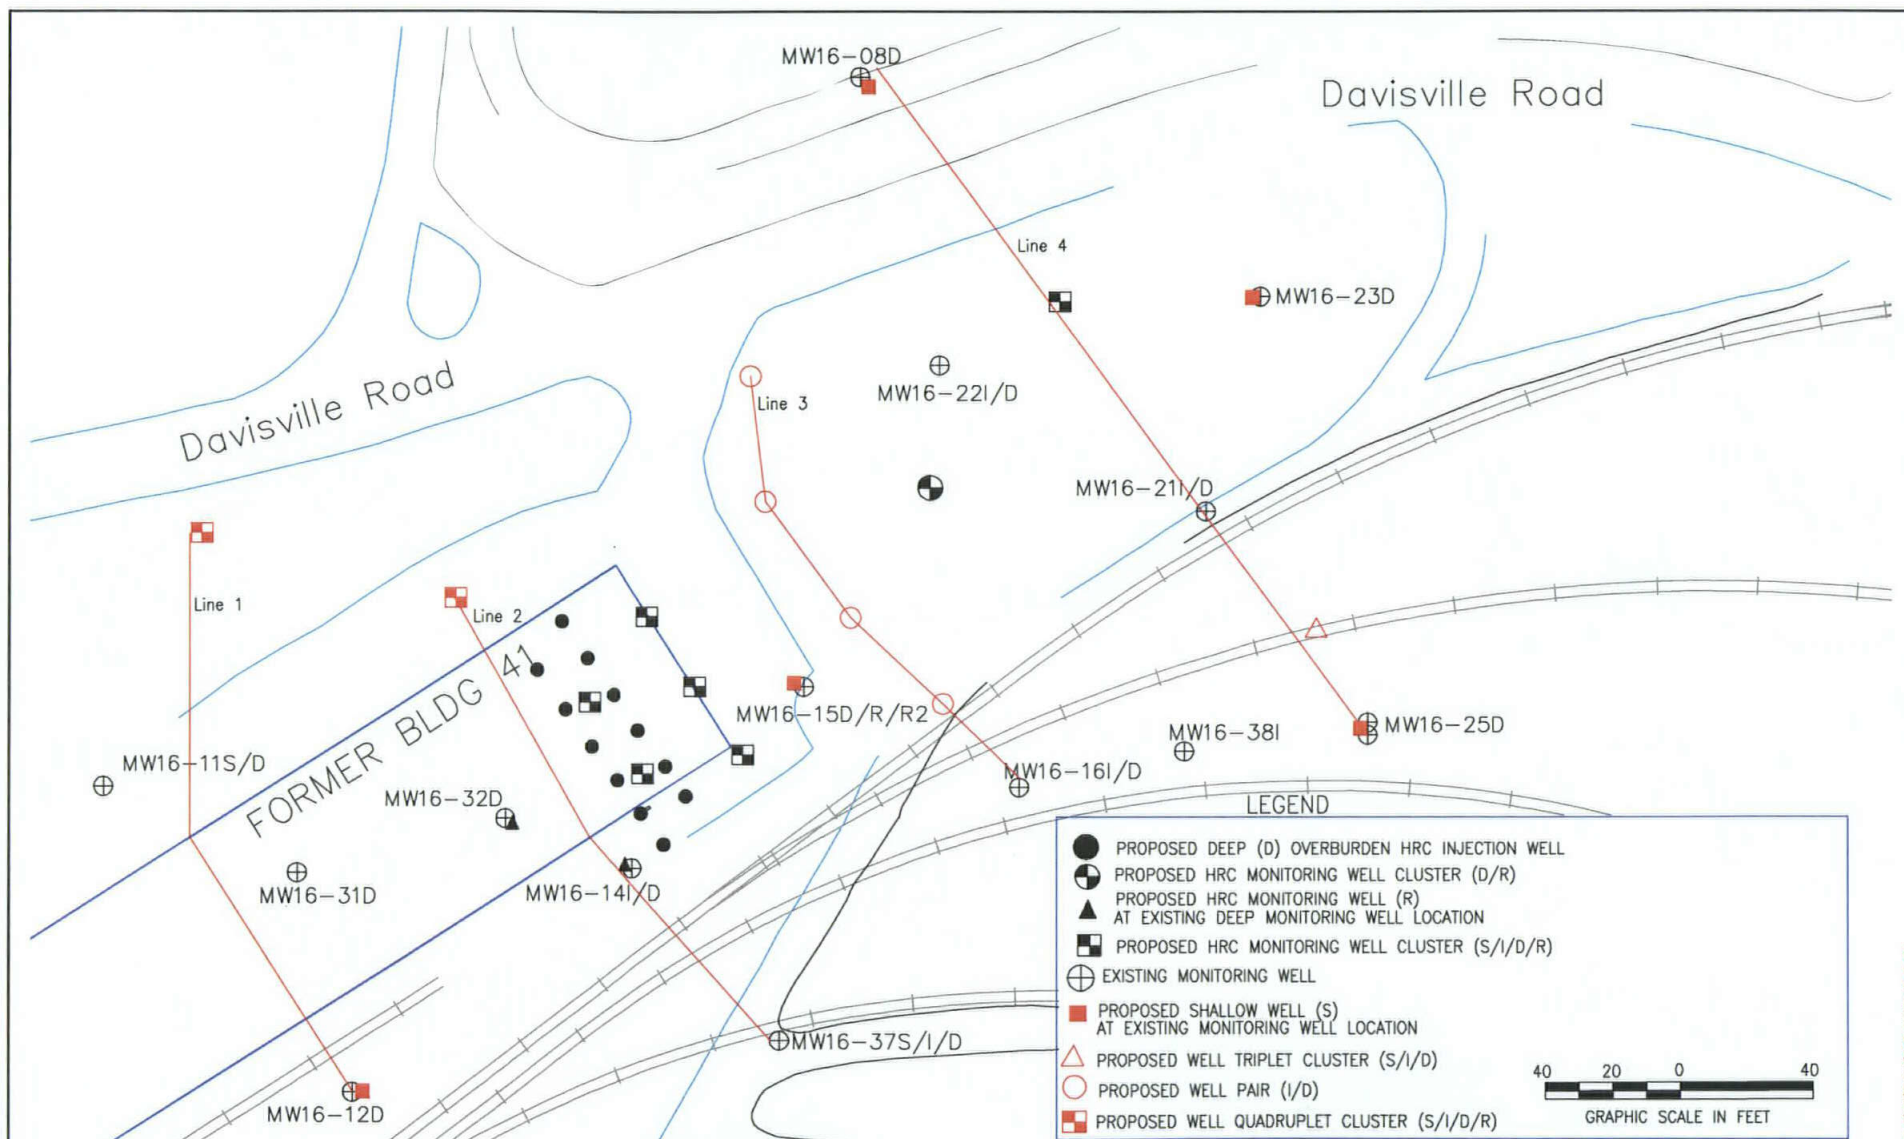 MW16-08D
Davisville Road
Line 4
MW16-23D
MW16-22I/D
Line 3
Davisville Road
MW16-21I/D
Line 1
Line 2
FORMER BLDG 41
MW16-15D/R/R2
MW16-25D
MW16-38I
MW16-11S/D
MW16-16I/D
MW16-32D
MW16-31D
MW16-14I/D
MW16-37S/I/D
MW16-12D
LEGEND
PROPOSED DEEP (D) OVERBURDEN HRC INJECTION WELL
PROPOSED HRC MONITORING WELL CLUSTER (D/R)
PROPOSED HRC MONITORING WELL (R)
AT EXISTING DEEP MONITORING WELL LOCATION
PROPOSED HRC MONITORING WELL CLUSTER (S/I/D/R)
EXISTING MONITORING WELL
PROPOSED SHALLOW WELL (S)
AT EXISTING MONITORING WELL LOCATION
PROPOSED WELL TRIPLET CLUSTER (S/I/D)
PROPOSED WELL PAIR (I/D)
PROPOSED WELL QUADRUPLET CLUSTER (S/I/D/R)
40 20 0 40
GRAPHIC SCALE IN FEET